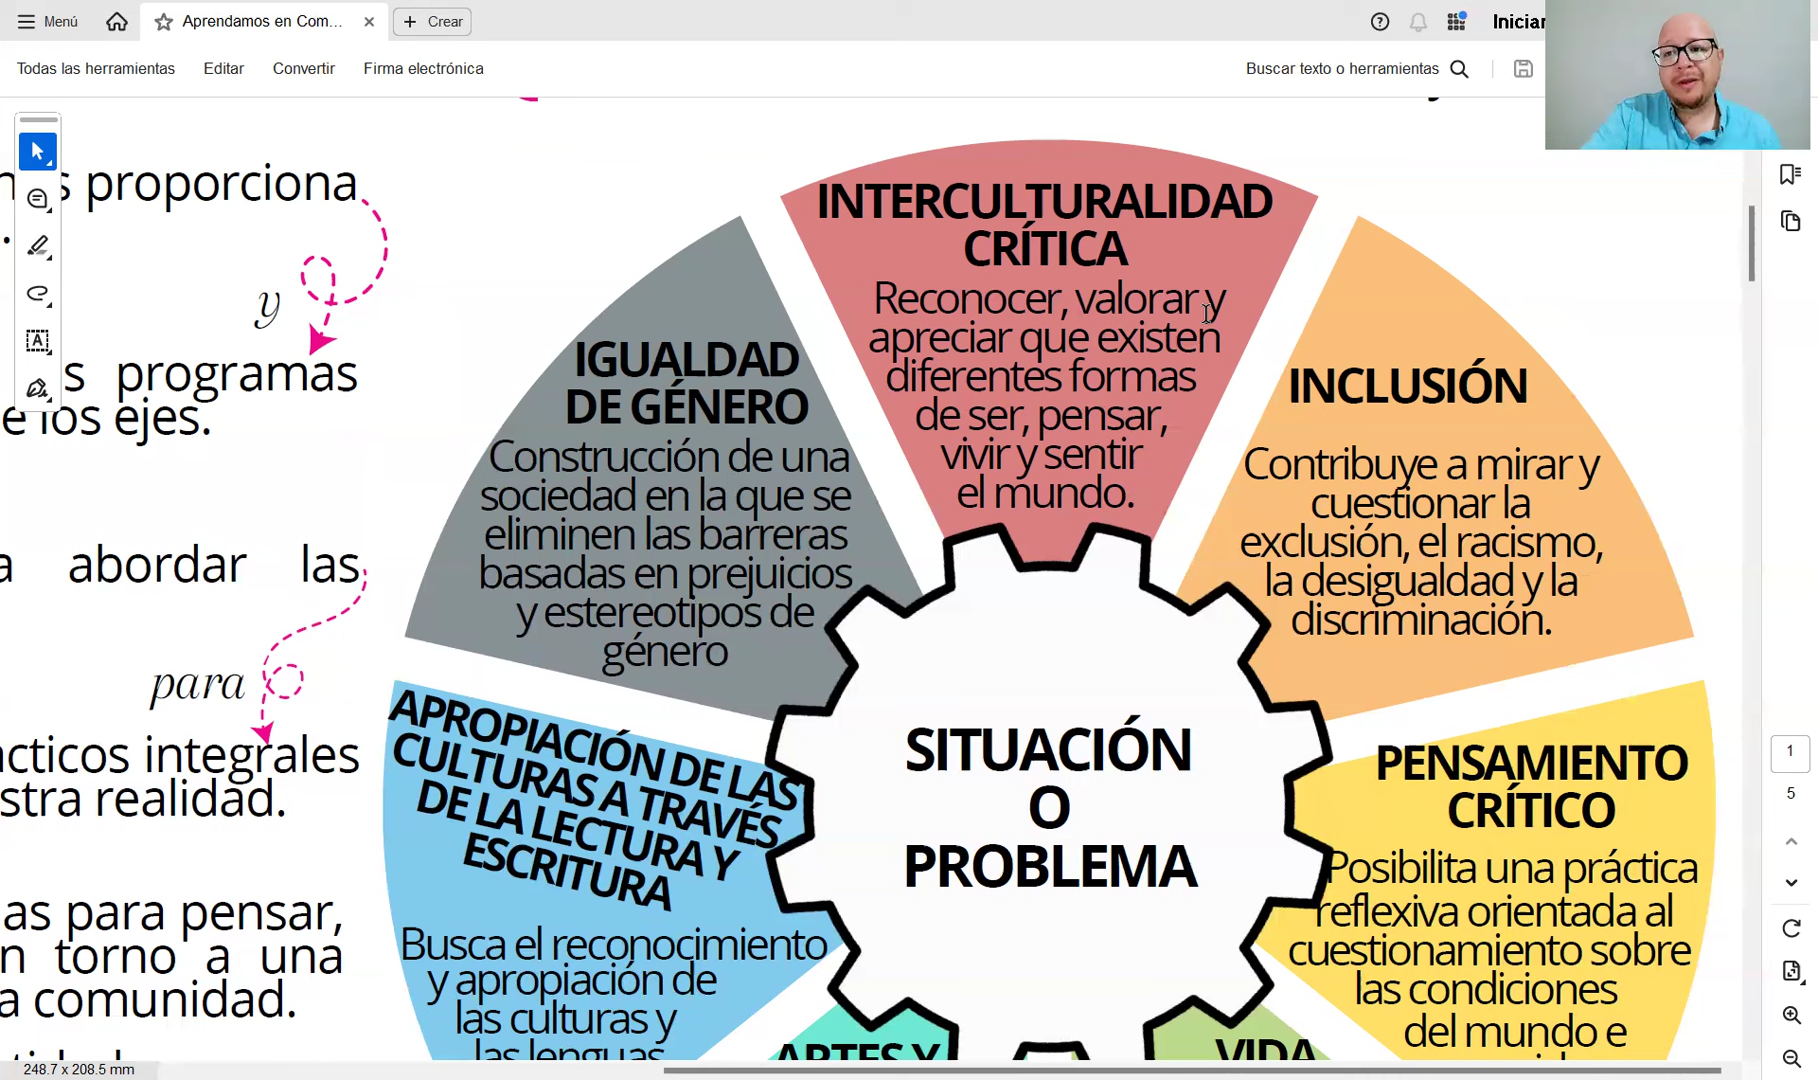 Menú
Aprendamos en Com...
Crear
Iniciar
Todas las herramientas
Editar
Convertir
Firma electrónica
Buscar texto o herramientas
proporciona
y
s programas
e los ejes.
a abordar las
para
ácticos integrales
stra realidad.
as para pensar,
n torno a una
a comunidad.
INTERCULTURALIDAD
CRÍTICA
Reconocer, valorar y
apreciar que existen
diferentes formas
de ser, pensar,
vivir y sentir
el mundo.
IGUALDAD
DE GÉNERO
Construcción de una
sociedad en la que se
eliminen las barreras
basadas en prejuicios
y estereotipos de
género
INCLUSIÓN
Contribuye a mirar y
cuestionar la
exclusión, el racismo,
la desigualdad y la
discriminación.
APROPIACIÓN DE LAS
CULTURAS A TRAVÉS
DE LA LECTURA Y
ESCRITURA
Busca el reconocimiento
y apropiación de
las culturas y
las lenguas
SITUACIÓN
O
PROBLEMA
PENSAMIENTO
CRÍTICO
Posibilita una práctica
reflexiva orientada al
cuestionamiento sobre
las condiciones
del mundo e
ARTES Y
VIDA
1
5
248.7 x 208.5 mm